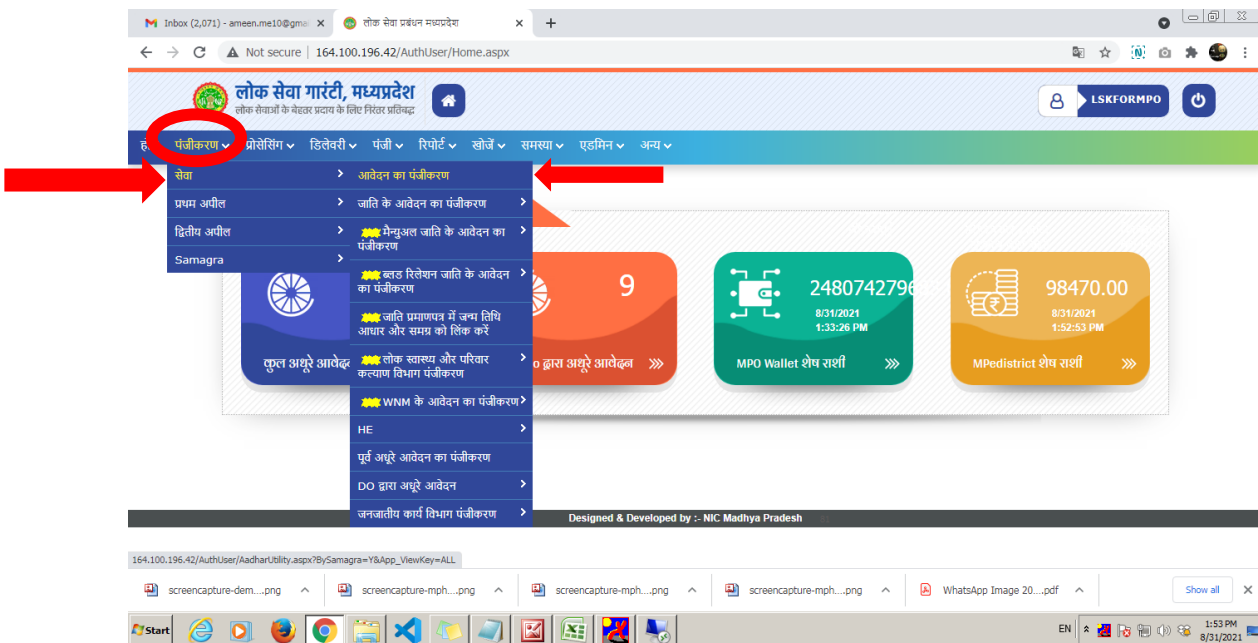 Inbox (2,071) - ameen.me10@gma
लोक सेवा प्रबंधन मध्यप्रदेश
Not secure | 164.100.196.42/AuthUser/Home.aspx
लोक सेवा गारंटी, मध्यप्रदेश
लोक सेवाओं के बेहतर प्रदाय के लिए निरंतर प्रतिबद्ध
LSKFORMPO
पंजीकरण प्रोसेसिंग डिलेवरी पंजी रिपोर्ट खोजें समस्या एडमिन अन्य
सेवा
प्रथम अपील
द्वितीय अपील
Samagra
आवेदन का पंजीकरण
जाति के आवेदन का पंजीकरण
मैन्युअल जाति के आवेदन का
पंजीकरण
ब्लड रिलेशन जाति के आवेदन
का पंजीकरण
जाति प्रमाणपत्र में जन्म तिथि
आधार और समग्र को लिंक करें
लोक स्वास्थ्य और परिवार
कल्याण विभाग पंजीकरण
WNM के आवेदन का पंजीकरण
HE
पूर्व अधूरे आवेदन का पंजीकरण
DO द्वारा अधूरे आवेदन
जनजातीय कार्य विभाग पंजीकरण
कुल अधूरे आवेदन
9
o द्वारा अधूरे आवेदन
2480742796
8/31/2021
1:33:26 PM
MPO Wallet शेष राशी
98470.00
8/31/2021
1:52:53 PM
MPedistrict शेष राशी
Designed & Developed by :- NIC Madhya Pradesh
164.100.196.42/AuthUser/AadharUtility.aspx?BySamagra=Y&App_ViewKey=ALL
screencapture-dem....png
screencapture-mph....png
screencapture-mph....png
screencapture-mph....png
WhatsApp Image 20....pdf
Show all
Start
EN
1:53 PM
8/31/2021